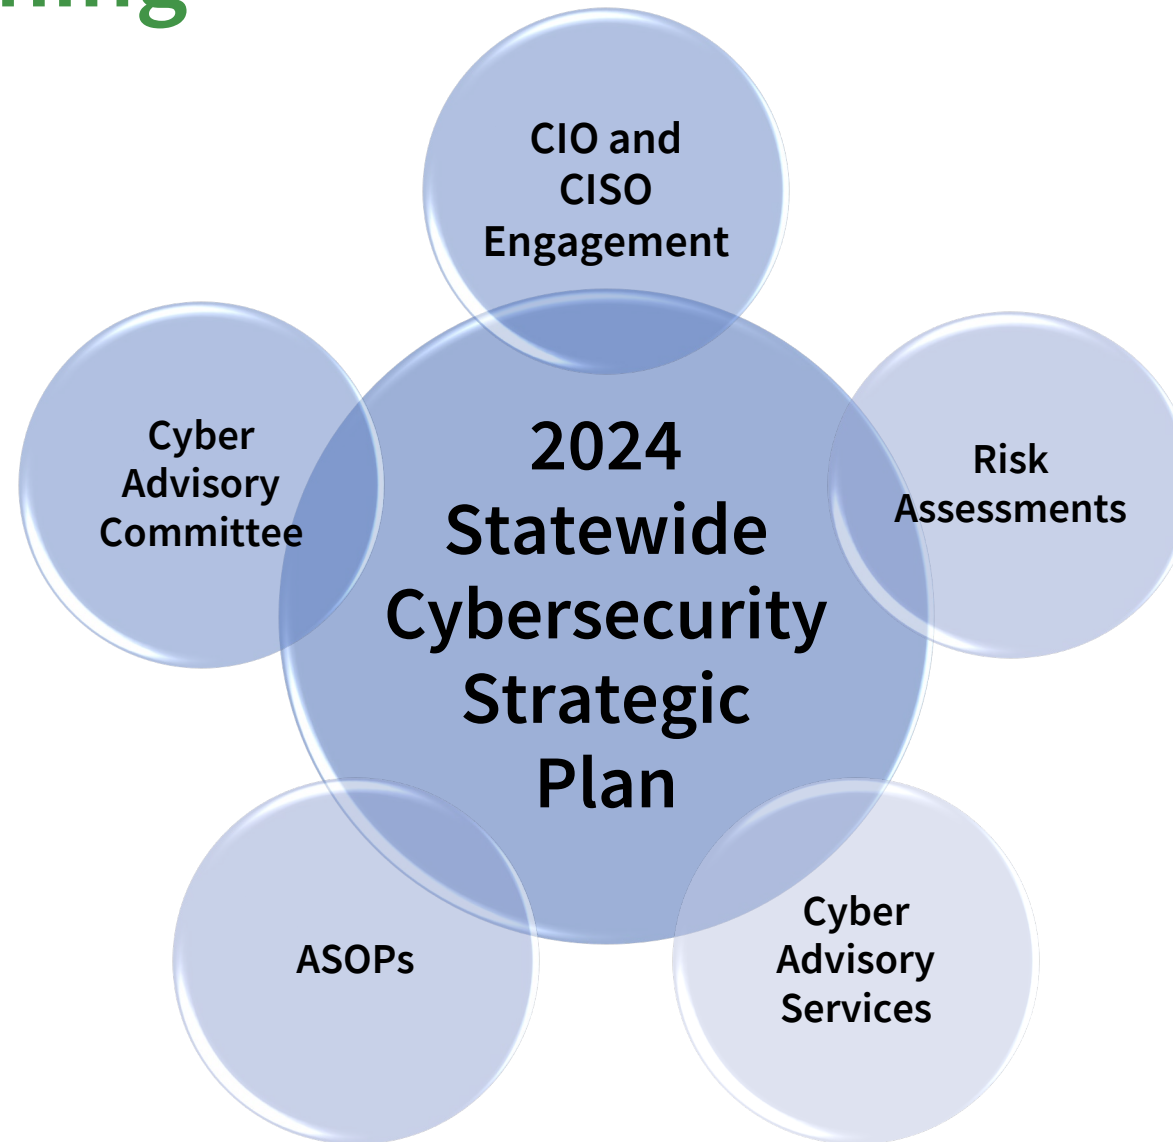 CIO and
CISO
Engagement
Cyber
Advisory
Committee
2024
Statewide
Cybersecurity
Strategic
Plan
Risk
Assessments
ASOPs
Cyber
Advisory
Services